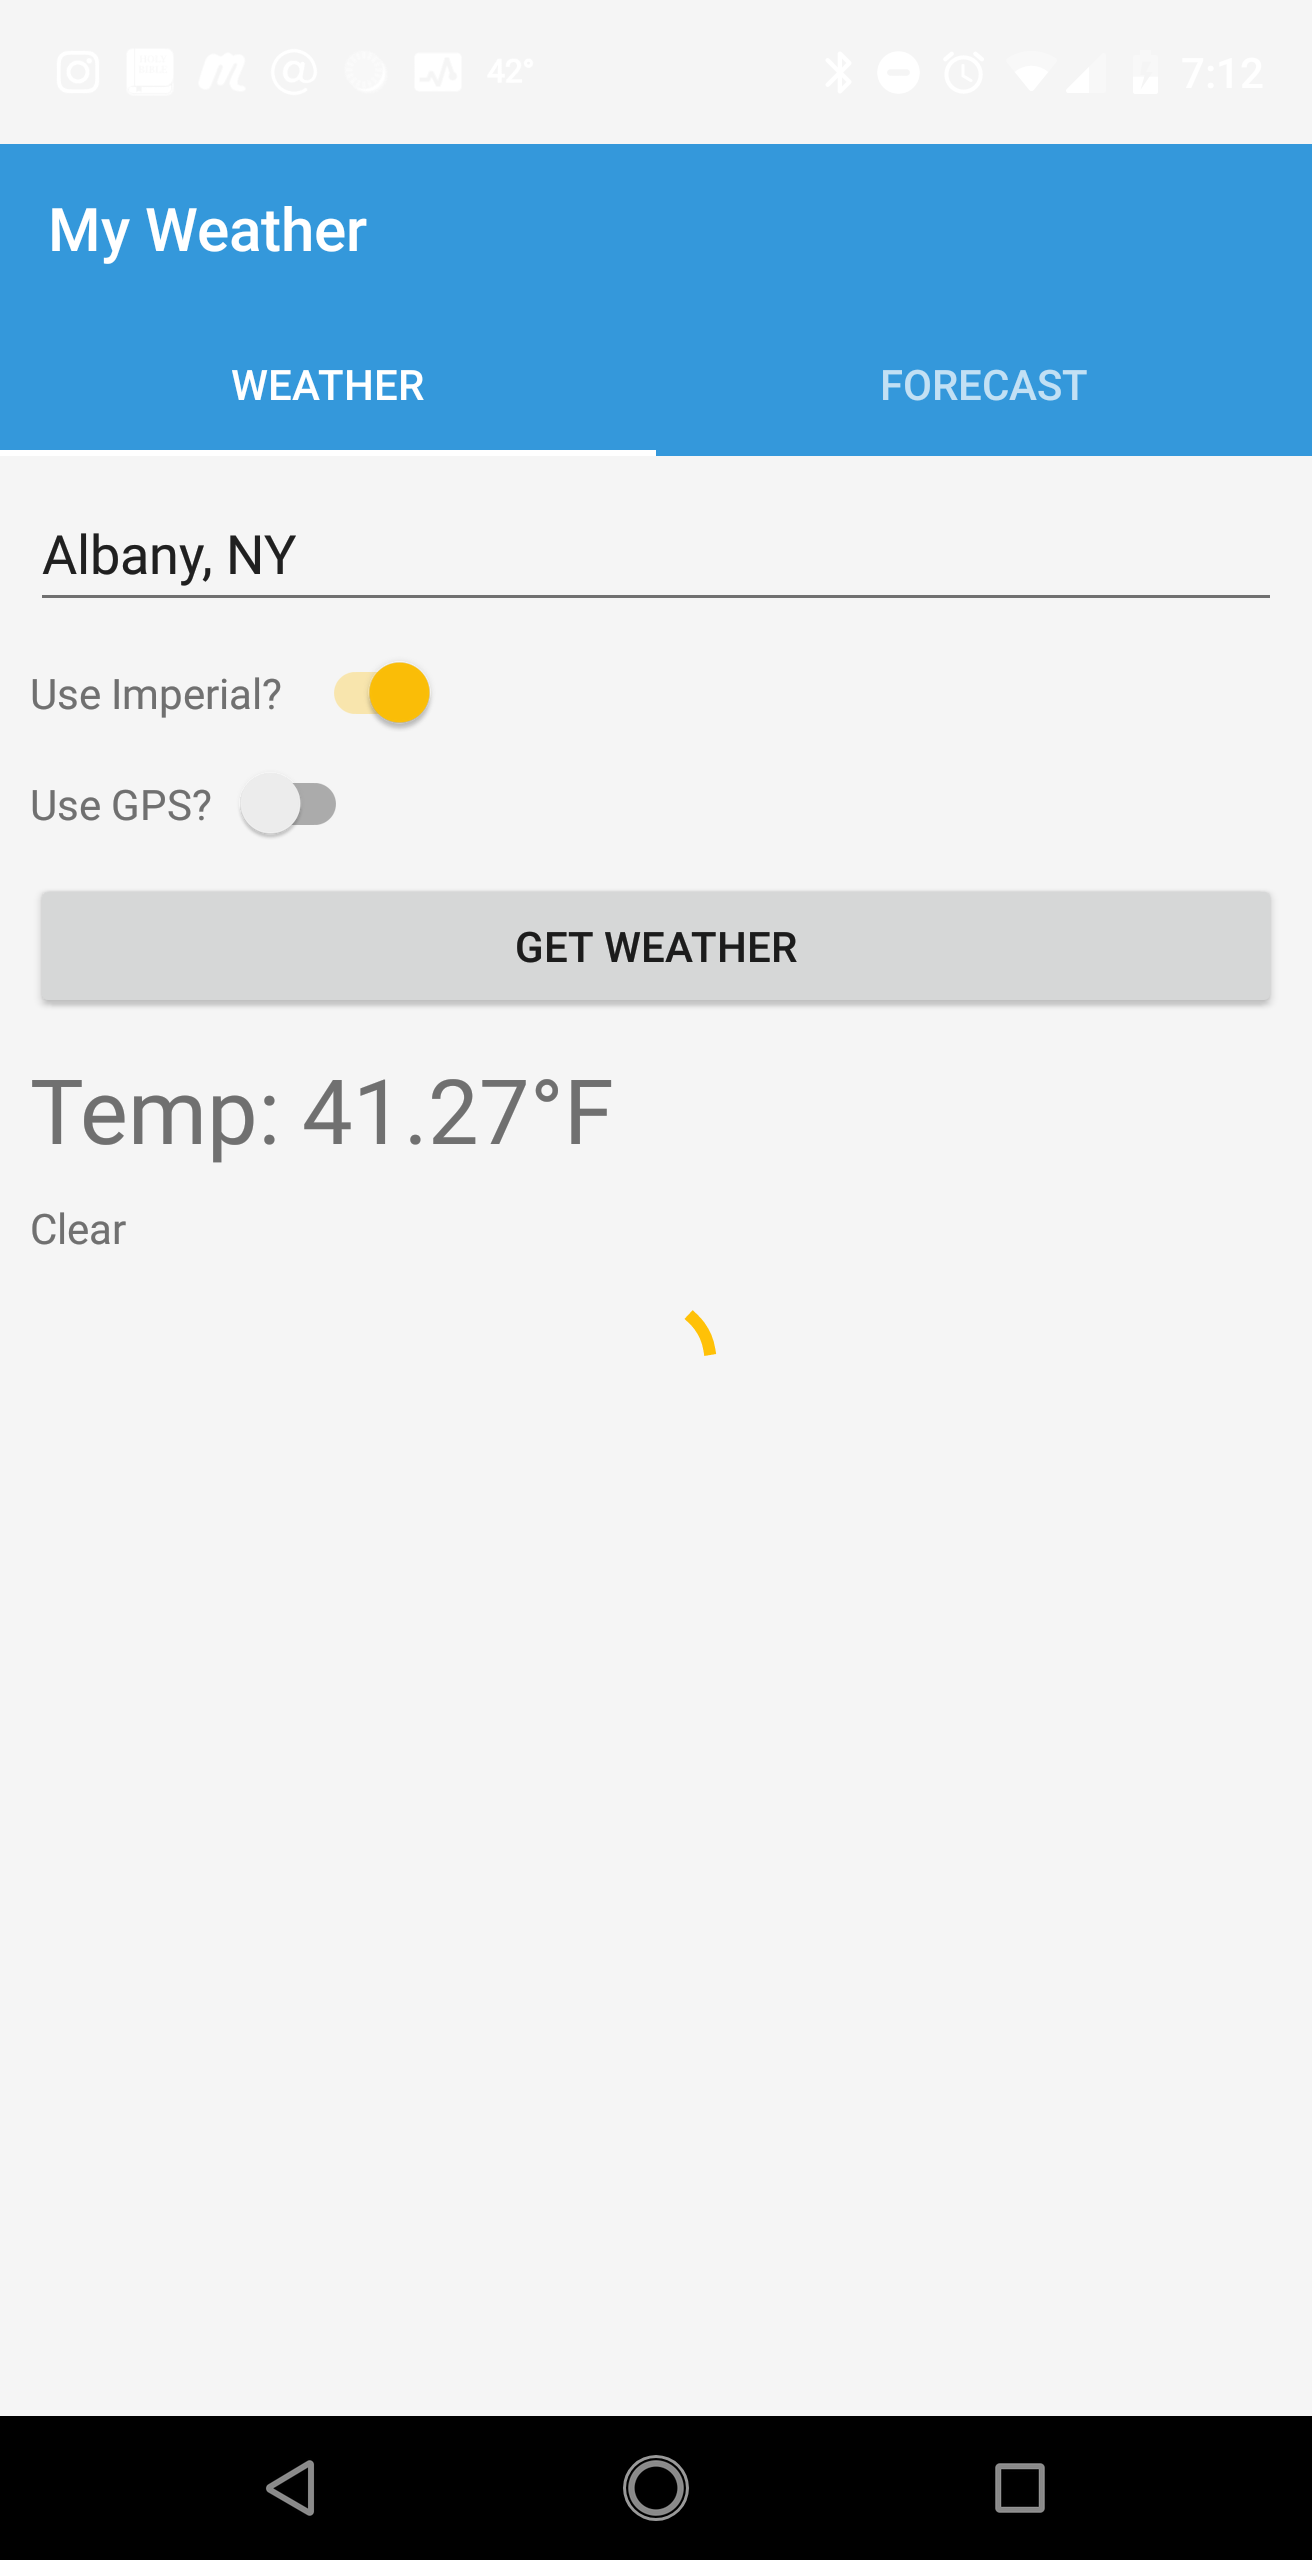 42° 7:12
My Weather
WEATHER FORECAST
Albany, NY
Use Imperial?
Use GPS?
GET WEATHER
Temp: 41.27°F
Clear